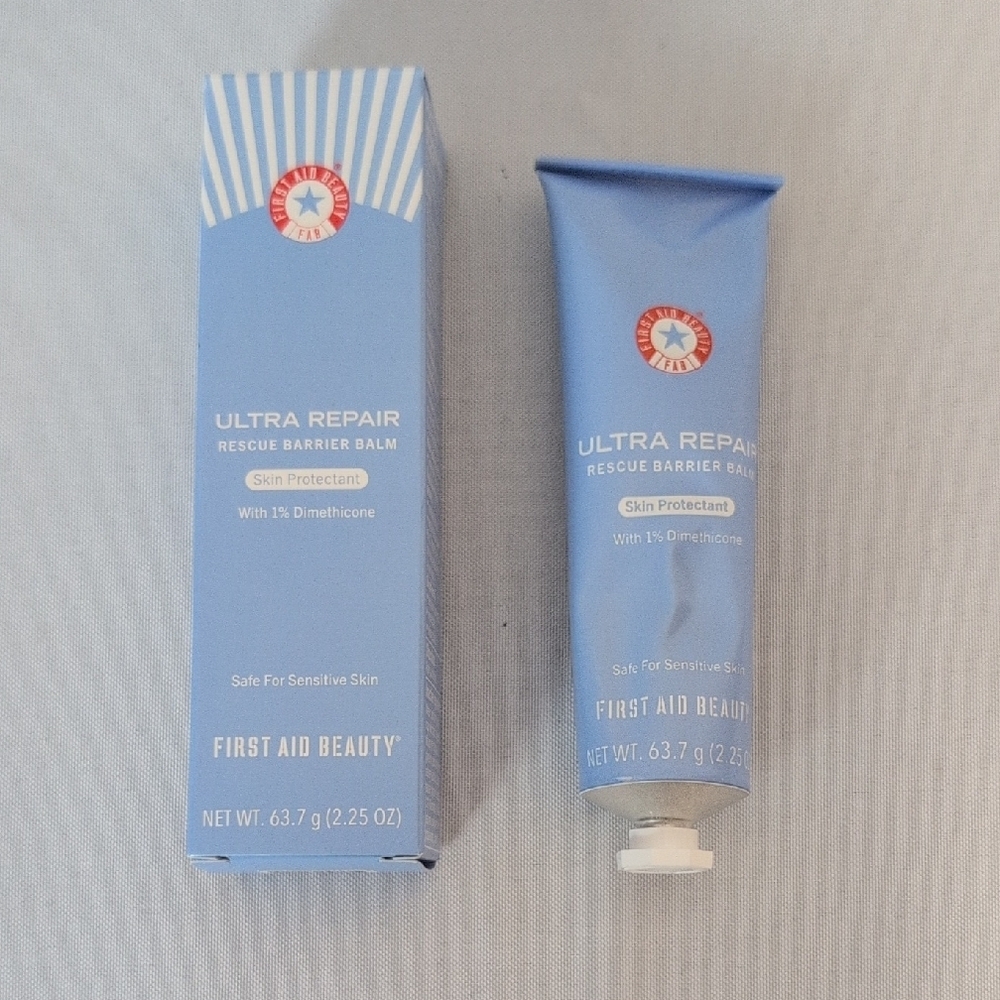 FIRST AID BEAUTY
FAB
ULTRA REPAIR
RESCUE BARRIER BALM
Skin Protectant
With 1% Dimethicone
Safe For Sensitive Skin
FIRST AID BEAUTY®
NET WT. 63.7 g (2.25 OZ)
FIRST AID BEAUTY
FAB
ULTRA REPAIR
RESCUE BARRIER BALM
Skin Protectant
With 1% Dimethicone
Safe For Sensitive Skin
FIRST AID BEAUTY
NET WT. 63.7 g (2.25 O